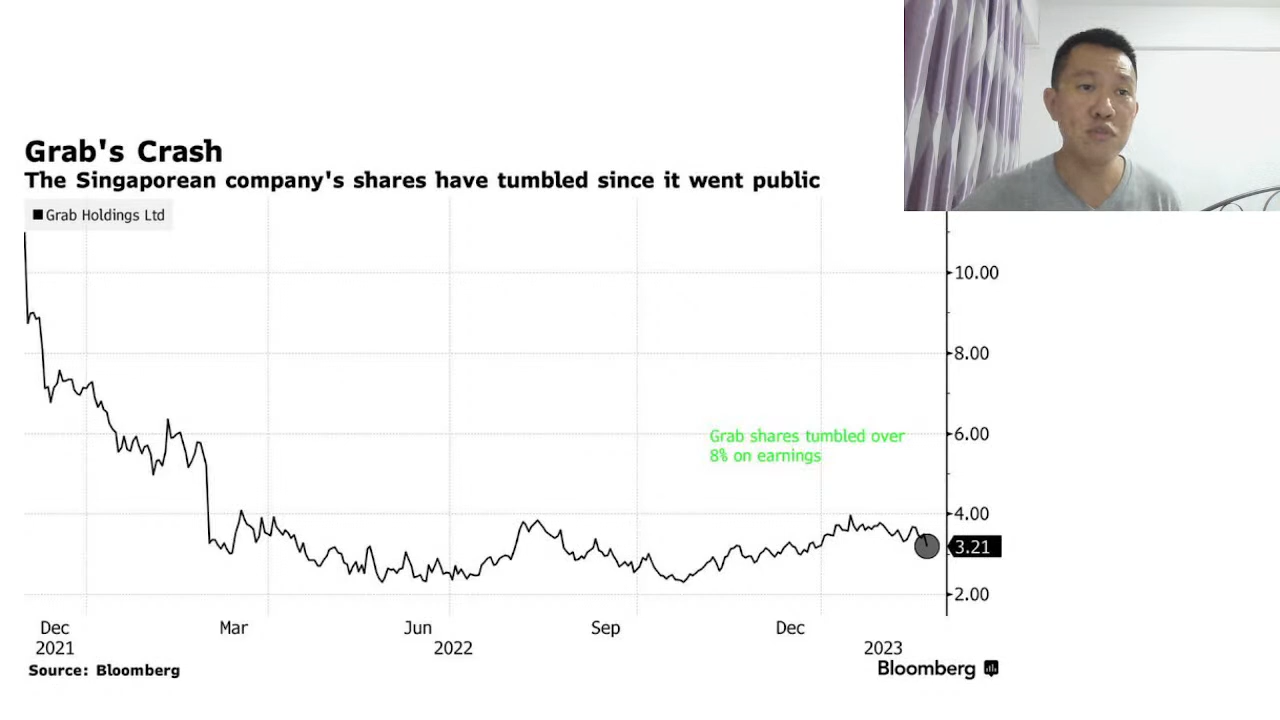 Grab's Crash
The Singaporean company's shares have tumbled since it went public
Grab Holdings Ltd
10.00
8.00
Grab shares tumbled over
8% on earnings
6.00
4.00
3.21
2.00
Dec Mar Jun Sep Dec
2021 2022 2023
Source: Bloomberg Bloomberg